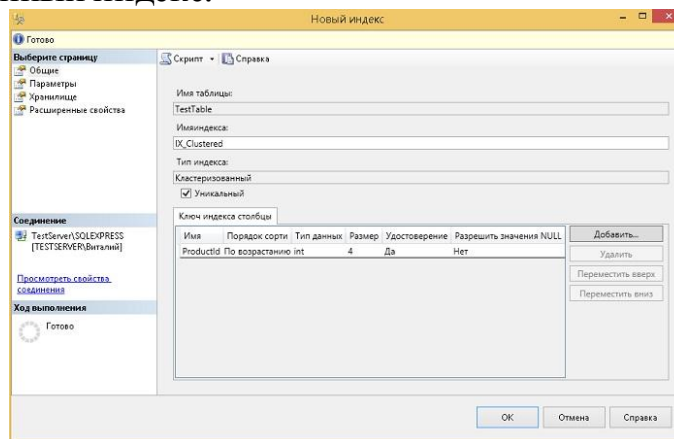 Новый индекс
Готово
Выберите страницу
Общие
Параметры
Хранилище
Расширенные свойства
Скрипт
Справка
Имя таблицы:
TestTable
Имяиндекса:
IX_Clustered
Тип индекса:
Кластеризованный
Уникальный
Ключ индекса столбцы
Имя Порядок сорти Тип данных Размер Удостоверение Разрешить значения NULL
ProductId По возрастанию int 4 Да Нет
Добавить...
Удалить
Переместить вверх
Переместить вниз
Соединение
TestServer\SQLEXPRESS
[TESTSERVER\Виталий]
Просмотреть свойства
соединения
Ход выполнения
Готово
OK Отмена Справка